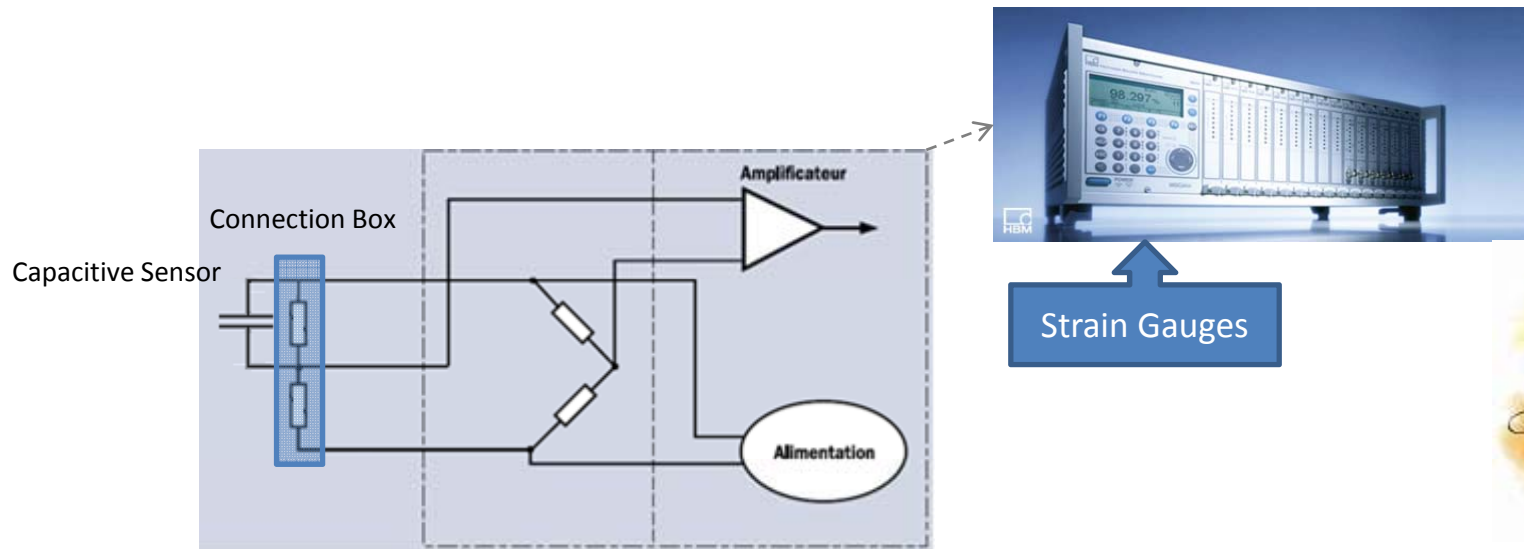 Amplificateur
Connection Box
Capacitive Sensor
Alimentation
98.297
HBM
Strain Gauges